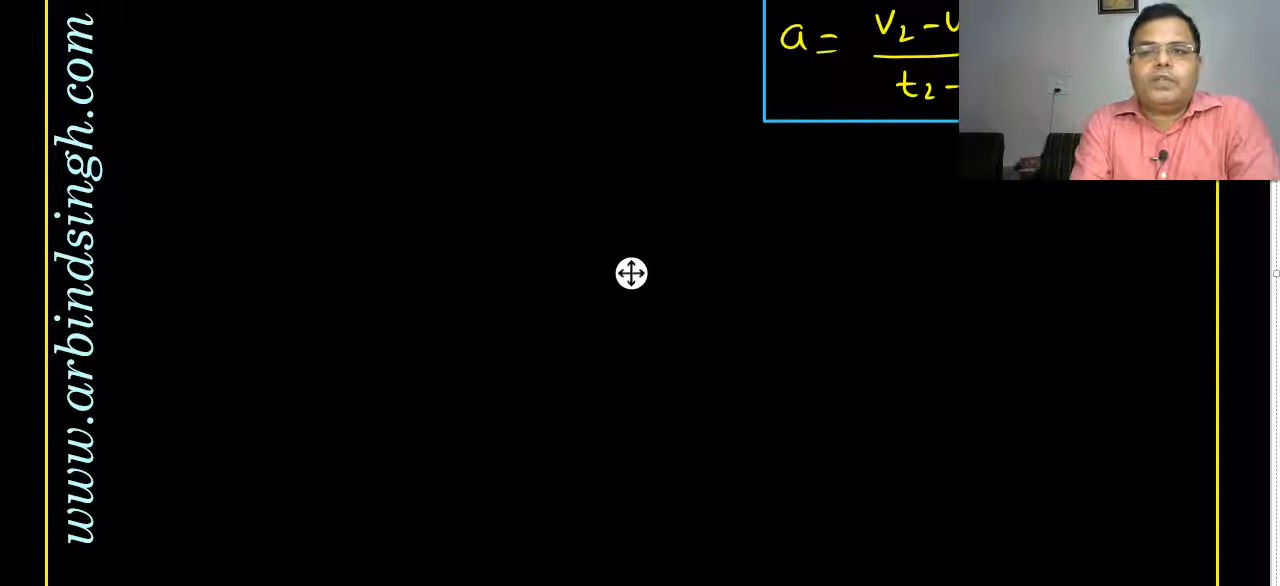 www.arbindsingh.com
a = v₂ -
t₂ -